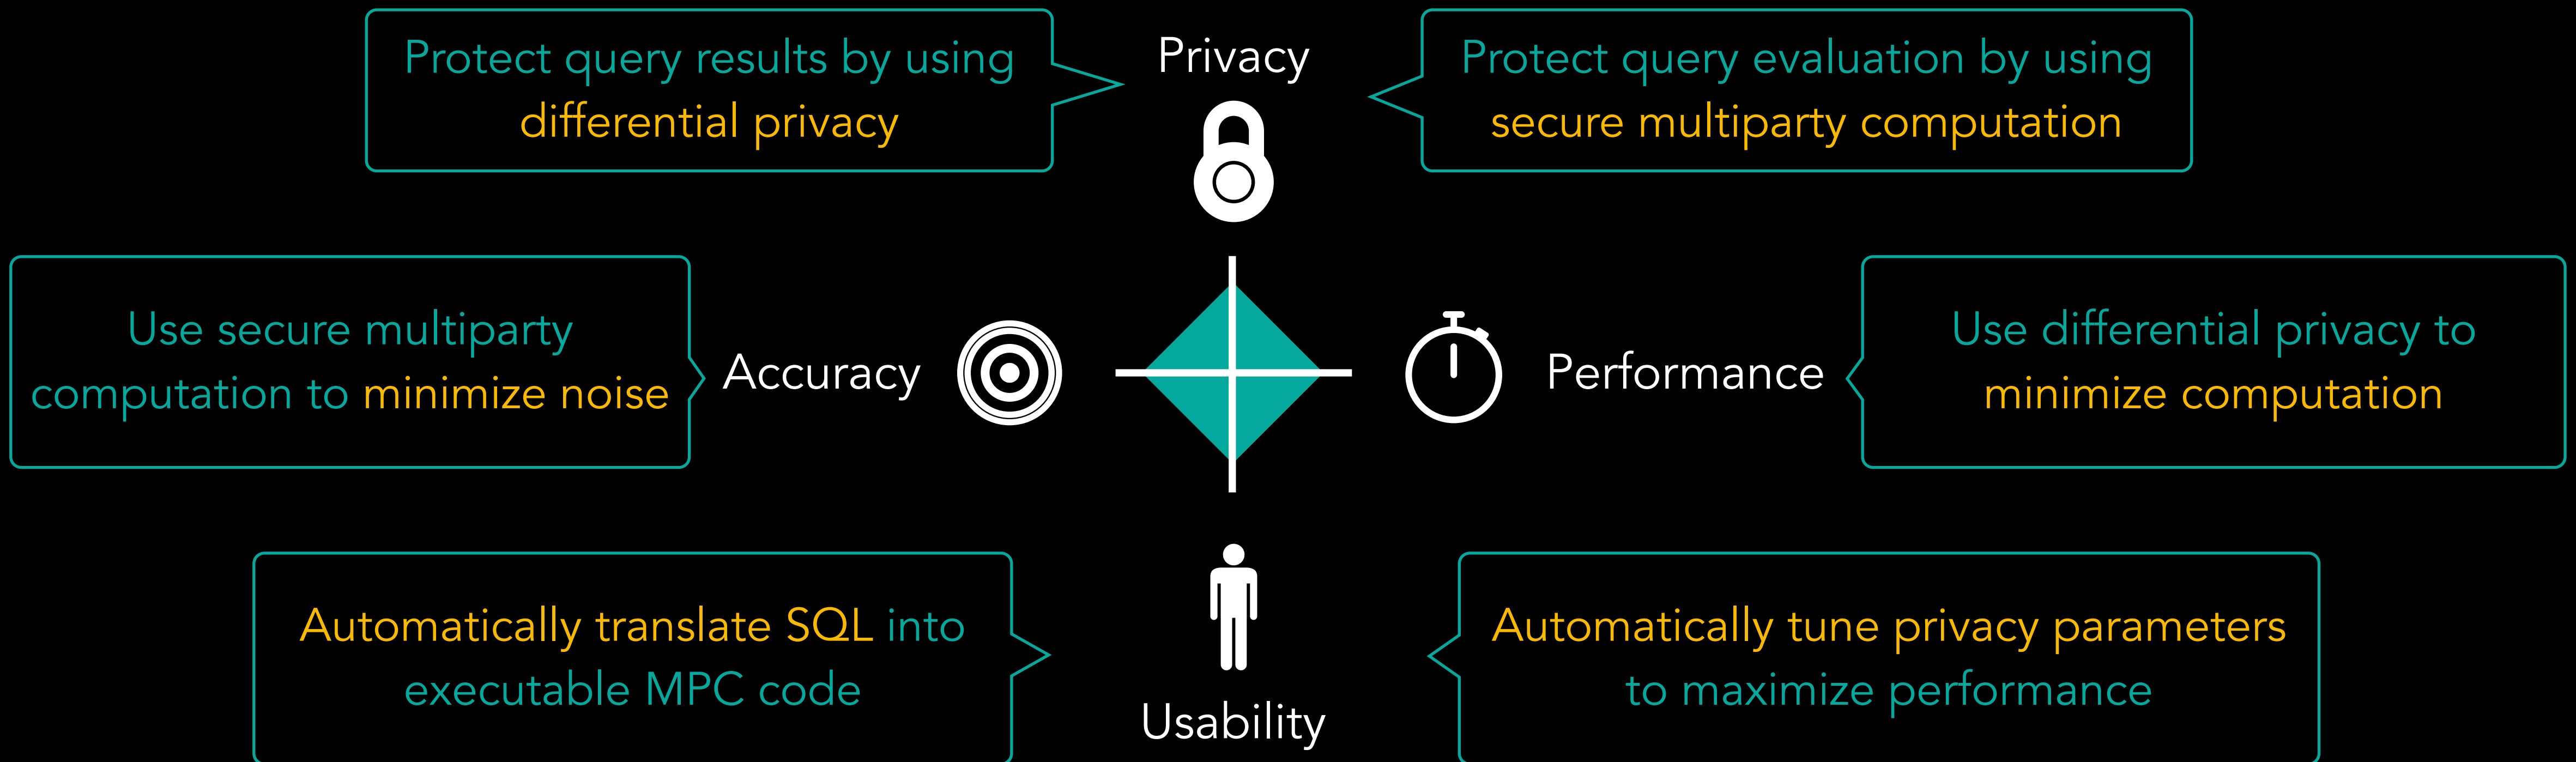 Protect query results by using
differential privacy
Privacy
Protect query evaluation by using
secure multiparty computation
Use secure multiparty
computation to minimize noise
Accuracy
Performance
Use differential privacy to
minimize computation
Automatically translate SQL into
executable MPC code
Usability
Automatically tune privacy parameters
to maximize performance